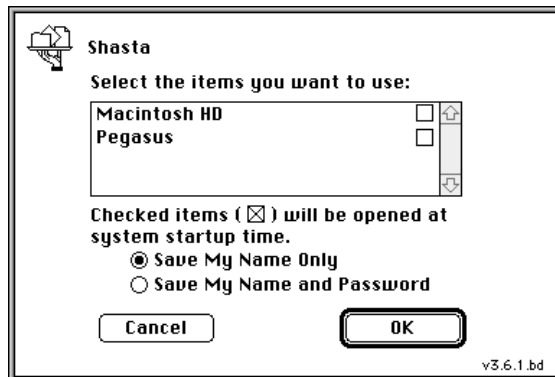 Shasta
Select the items you want to use:
Macintosh HD
Pegasus
Checked items ( ☒ ) will be opened at
system startup time.
Save My Name Only
Save My Name and Password
Cancel
OK
v3.6.1.bd